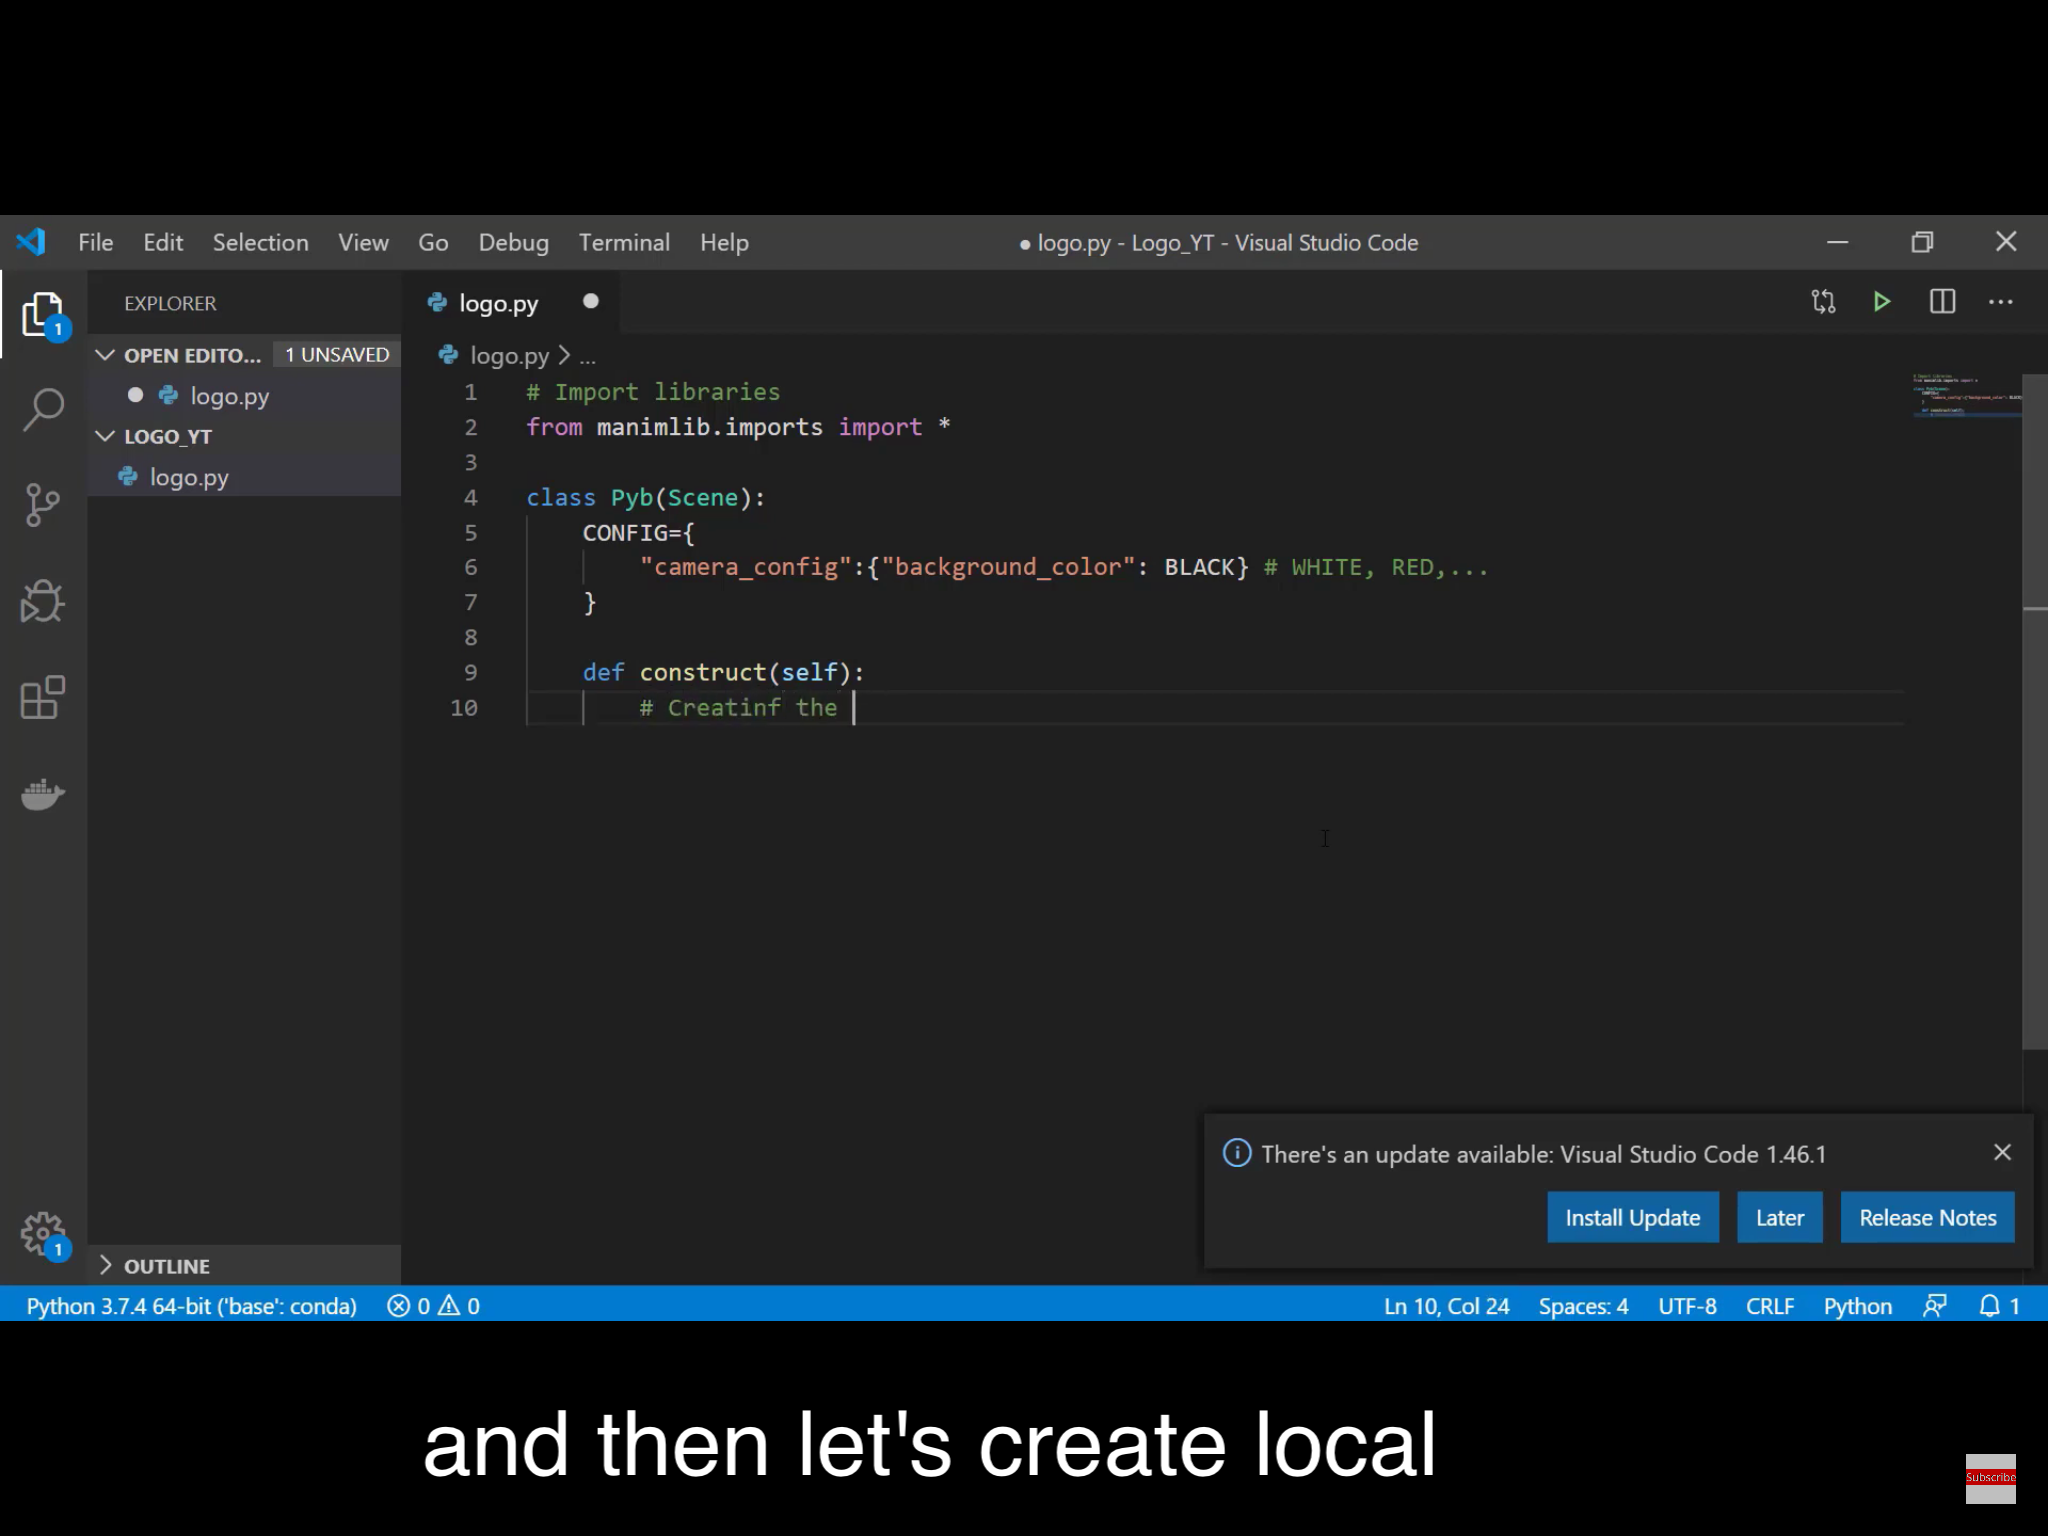 File Edit Selection View Go Debug Terminal Help ● logo.py - Logo_YT - Visual Studio Code
EXPLORER
logo.py
1
OPEN EDITO... 1 UNSAVED
logo.py
LOGO_YT
logo.py
logo.py > ...
1 # Import libraries
2 from manimlib.imports import *
3
4 class Pyb(Scene):
5 CONFIG={
6 "camera_config":{"background_color": BLACK} # WHITE, RED,...
7 }
8
9 def construct(self):
10 # Creatinf the
There's an update available: Visual Studio Code 1.46.1
Install Update Later Release Notes
1
OUTLINE
Python 3.7.4 64-bit ('base': conda) 0 0 Ln 10, Col 24 Spaces: 4 UTF-8 CRLF Python 1
and then let's create local
Subscribe